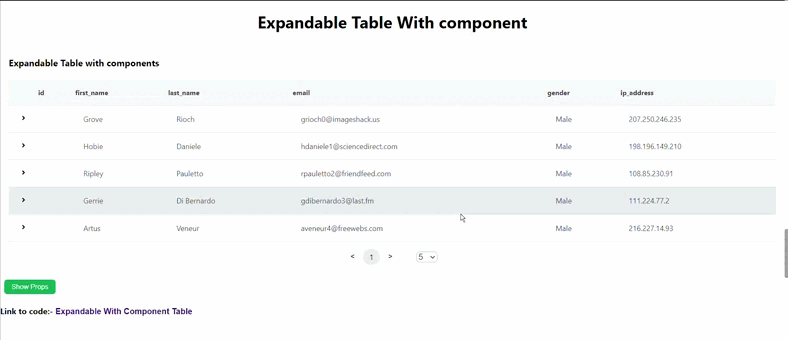 Expandable Table With component
Expandable Table with components
id first_name last_name email gender ip_address
Grove Rioch grioch0@imageshack.us Male 207.250.246.235
Hobie Daniele hdaniele1@sciencedirect.com Male 198.196.149.210
Ripley Pauletto rpauletto2@friendfeed.com Male 108.85.230.91
Gerrie Di Bernardo gdibernardo3@last.fm Male 111.224.77.2
Artus Veneur aveneur4@freewebs.com Male 216.227.14.93
< 1 > 5
Show Props
Link to code:- Expandable With Component Table